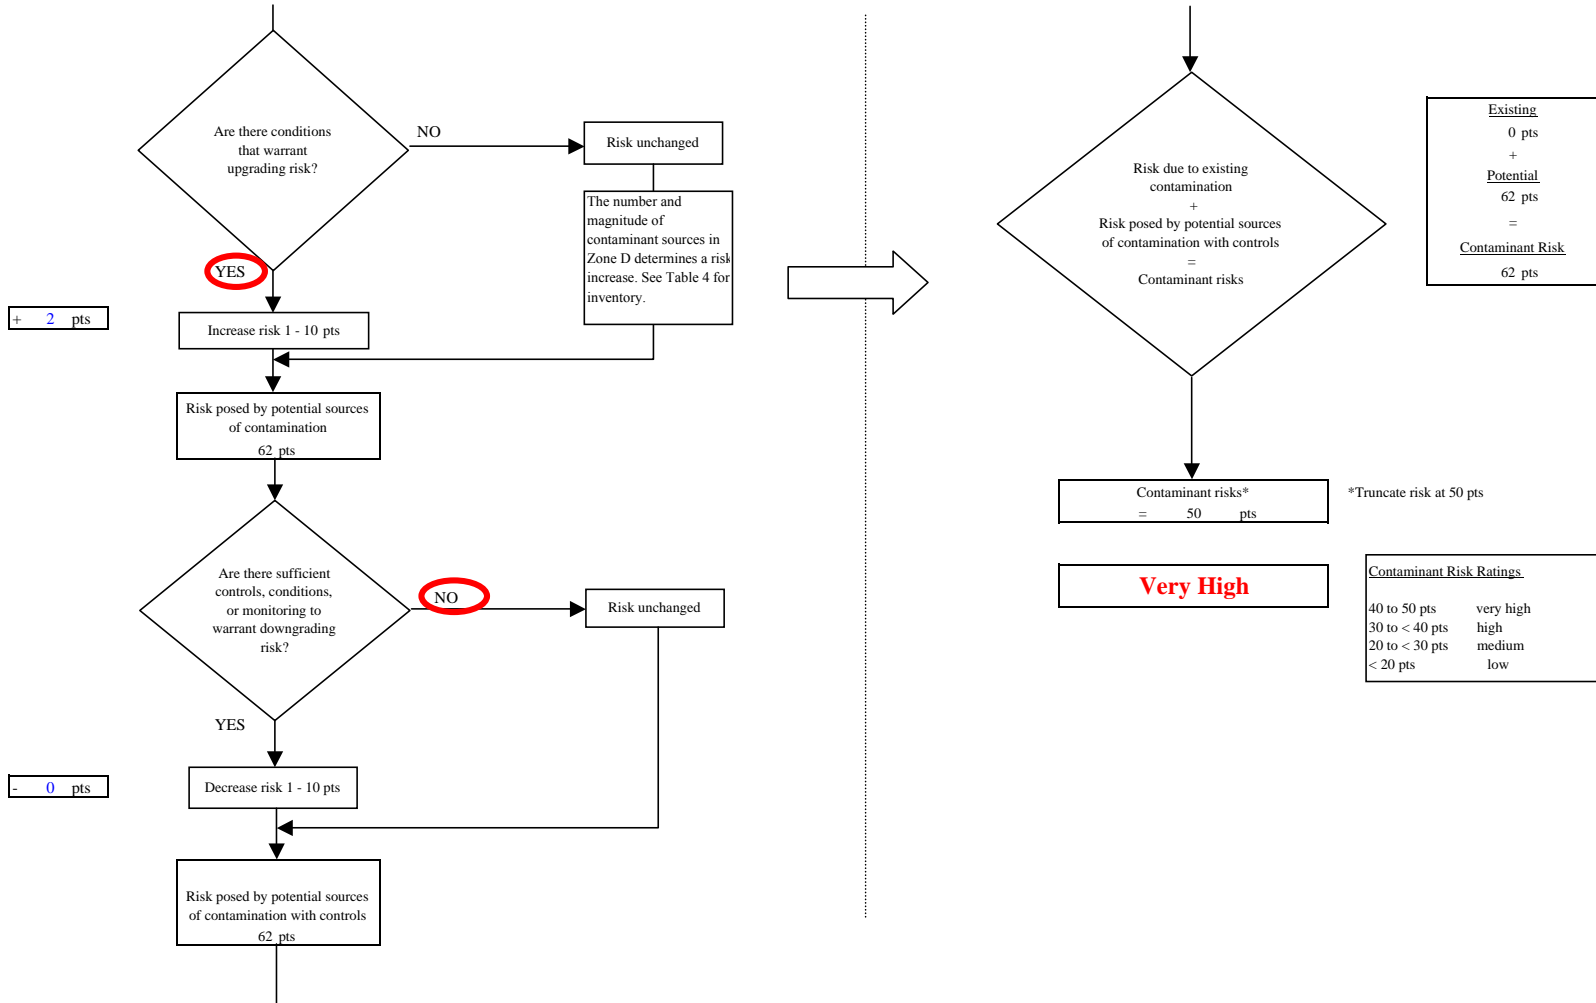 Are there conditions
that warrant
upgrading risk?
NO
Risk unchanged
The number and
magnitude of
contaminant sources in
Zone D determines a risk
increase. See Table 4 for
inventory.
YES
+ 2 pts
Increase risk 1 - 10 pts
Risk posed by potential sources
of contamination
62 pts
Are there sufficient
controls, conditions,
or monitoring to
warrant downgrading
risk?
NO
Risk unchanged
YES
- 0 pts
Decrease risk 1 - 10 pts
Risk posed by potential sources
of contamination with controls
62 pts
Risk due to existing
contamination
+
Risk posed by potential sources
of contamination with controls
=
Contaminant risks
Existing
0 pts
+
Potential
62 pts
=
Contaminant Risk
62 pts
Contaminant risks*
= 50 pts
*Truncate risk at 50 pts
Very High
Contaminant Risk Ratings
40 to 50 pts very high
30 to < 40 pts high
20 to < 30 pts medium
< 20 pts low